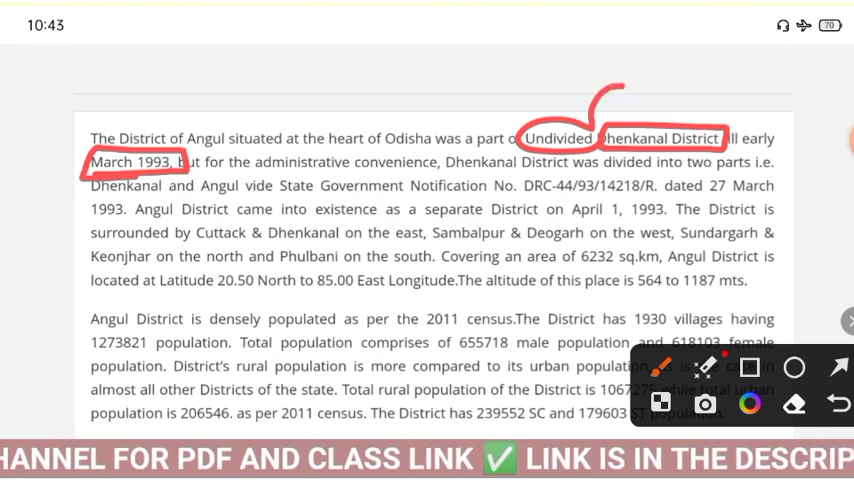 10:43
70
The District of Angul situated at the heart of Odisha was a part of Undivided Dhenkanal District till early
March 1993, but for the administrative convenience, Dhenkanal District was divided into two parts i.e.
Dhenkanal and Angul vide State Government Notification No. DRC-44/93/14218/R. dated 27 March
1993. Angul District came into existence as a separate District on April 1, 1993. The District is
surrounded by Cuttack & Dhenkanal on the east, Sambalpur & Deogarh on the west, Sundargarh &
Keonjhar on the north and Phulbani on the south. Covering an area of 6232 sq.km, Angul District is
located at Latitude 20.50 North to 85.00 East Longitude.The altitude of this place is 564 to 1187 mts.
Angul District is densely populated as per the 2011 census.The District has 1930 villages having
1273821 population. Total population comprises of 655718 male population and 618103 female
population. District's rural population is more compared to its urban population, as is the case in
almost all other Districts of the state. Total rural population of the District is 1067275 while total urban
population is 206546. as per 2011 census. The District has 239552 SC and 179603 ST population.
HANNEL FOR PDF AND CLASS LINK ✅ LINK IS IN THE DESCRIP